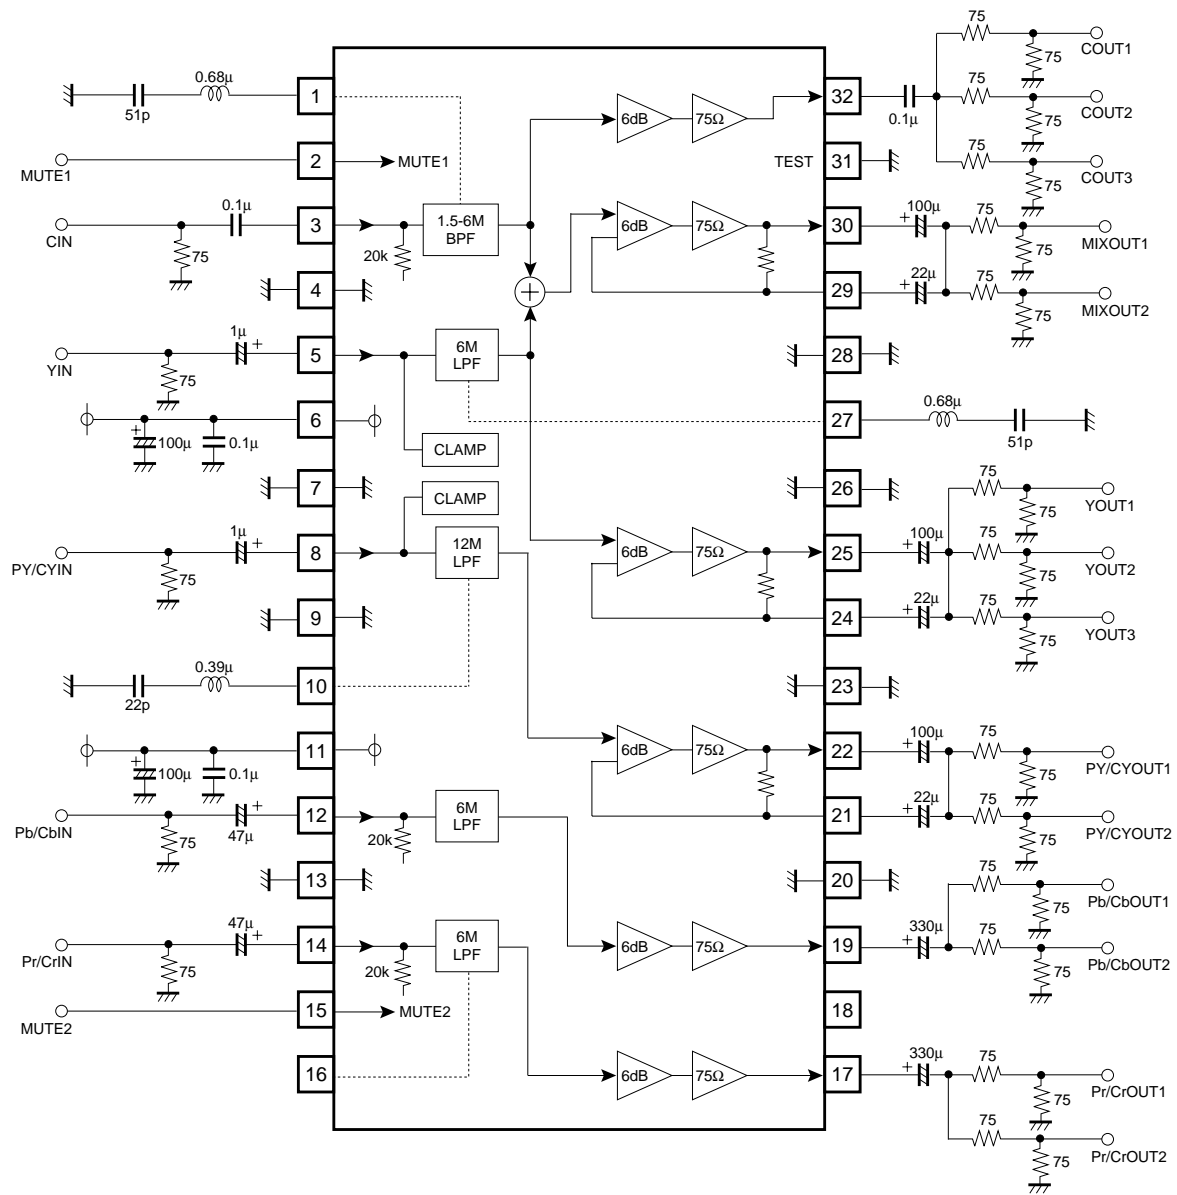 0.68μ
51p
1
MUTE1
2
MUTE1
CIN
0.1μ
75
3
20k
1.5-6M
BPF
4
YIN
1μ
+
75
5
6M
LPF
6
+
100μ
0.1μ
CLAMP
7
CLAMP
PY/CYIN
1μ
+
75
8
12M
LPF
9
0.39μ
22p
10
11
+
100μ
0.1μ
Pb/CbIN
75
47μ
+
12
20k
6M
LPF
13
Pr/CrIN
47μ
+
75
14
20k
6M
LPF
MUTE2
15
MUTE2
16
6dB
75Ω
32
0.1μ
75
75
COUT1
75
75
COUT2
75
75
COUT3
TEST
31
+
6dB
75Ω
30
+
100μ
75
75
MIXOUT1
29
+
22μ
75
75
MIXOUT2
28
27
0.68μ
51p
26
75
75
YOUT1
6dB
75Ω
25
+
100μ
75
75
YOUT2
24
+
22μ
75
75
YOUT3
23
6dB
75Ω
22
+
100μ
75
75
PY/CYOUT1
21
+
22μ
75
75
PY/CYOUT2
20
75
75
Pb/CbOUT1
6dB
75Ω
19
+
330μ
75
75
Pb/CbOUT2
18
6dB
75Ω
17
+
330μ
75
75
Pr/CrOUT1
75
75
Pr/CrOUT2